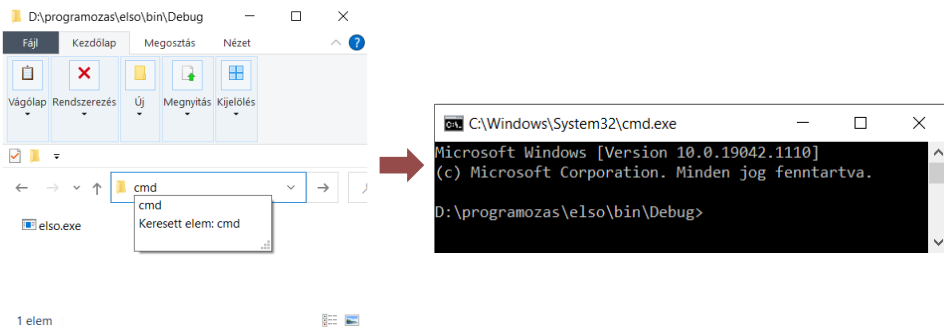 D:\programozas\elso\bin\Debug
Fájl Kezdőlap Megosztás Nézet
Vágólap Rendszerezés Új Megnyitás Kijelölés
cmd
cmd
Keresett elem: cmd
elso.exe
1 elem
C:\Windows\System32\cmd.exe
Microsoft Windows [Version 10.0.19042.1110]
(c) Microsoft Corporation. Minden jog fenntartva.
D:\programozas\elso\bin\Debug>